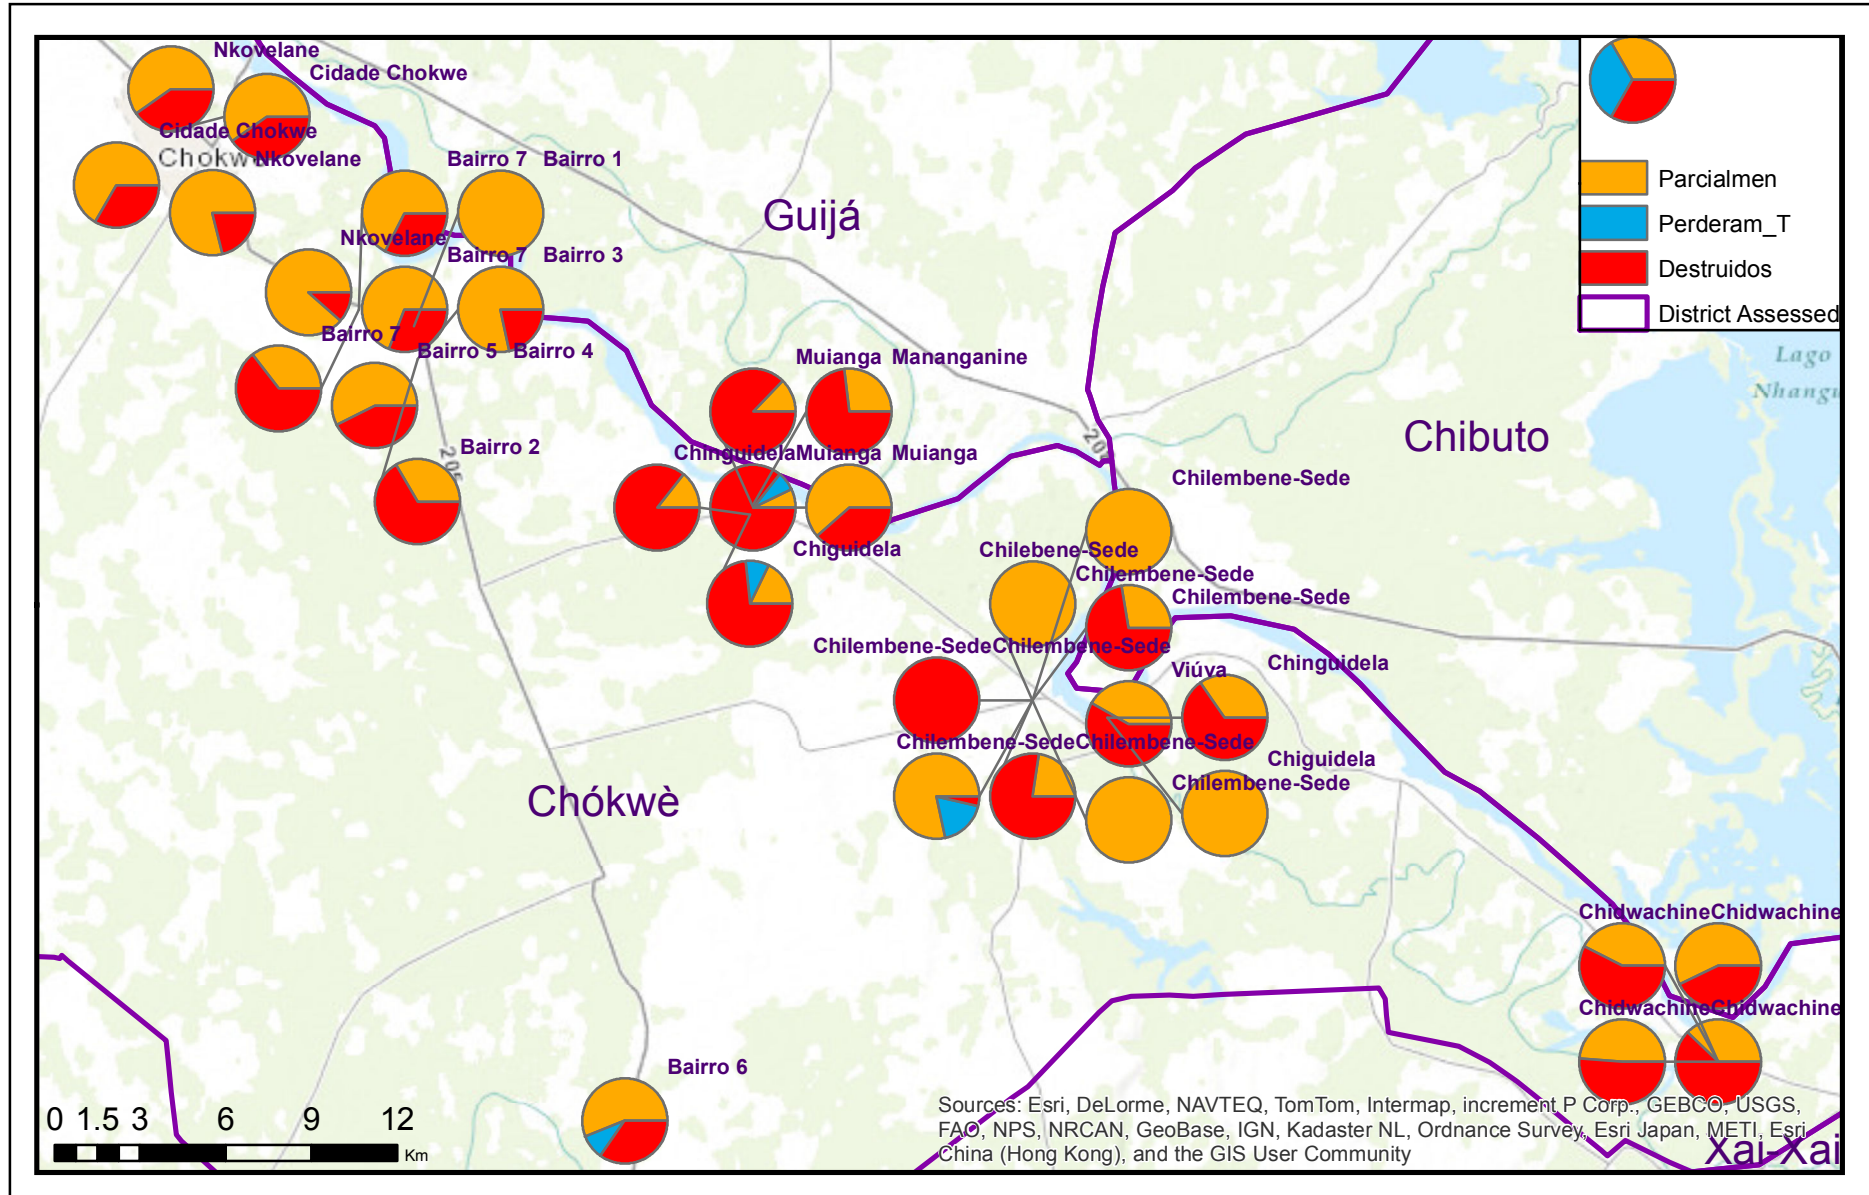 Nkovelane
Cidade Chokwe
Cidade Chokwe
Chokw
Nkovelane
Bairro 7
Bairro 1
Guijá
Nkovelane
Bairro 7
Bairro 3
Bairro 7
Bairro 5
Bairro 4
Bairro 2
205
Muianga
Mananganine
Chinguidela
Muianga
Muianga
Chiguidela
Chibuto
Chilembene-Sede
Chilebene-Sede
Chilembene-Sede
Chilembene-Sede
Chilembene-Sede
Chilembene-Sede
Viúva
Chinguidela
Chilembene-Sede
Chilembene-Sede
Chiguidela
Chilembene-Sede
Chókwè
Chidwachine
Chidwachine
Chidwachine
Chidwachine
Bairro 6
Xai-Xai
Lago
Parcialmen
Perderam_T
Destruidos
District Assessed
0 1.5 3 6 9 12
Km
Sources: Esri, DeLorme, NAVTEQ, TomTom, Intermap, increment P Corp., GEBCO, USGS,
FAO, NPS, NRCAN, GeoBase, IGN, Kadaster NL, Ordnance Survey, Esri Japan, METI, Esri
China (Hong Kong), and the GIS User Community